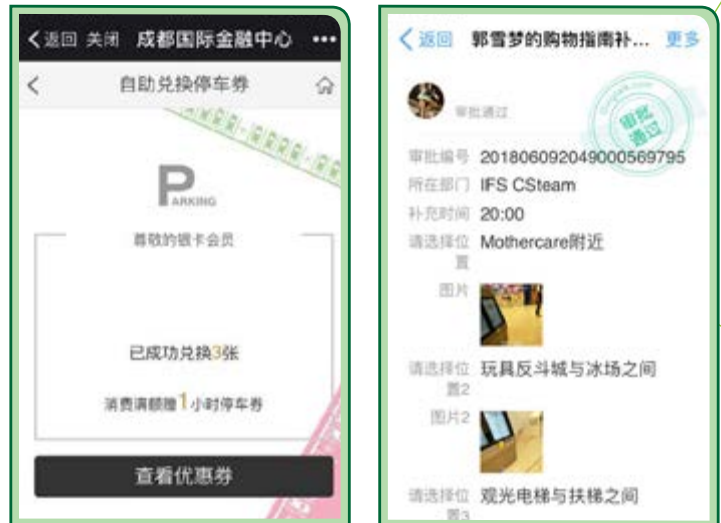 返回 关闭 成都国际金融中心
自助兑换停车券
PARKING
尊敬的银卡会员
已成功兑换3张
消费满额赠1小时停车券
查看优惠券
返回 郭雪梦的购物指南补... 更多
审批通过
审批通过
审批编号 201806092049000569795
所在部门 IFS CSteam
补充时间 20:00
请选择位置 Mothercare附近
图片
请选择位置2 玩具反斗城与冰场之间
图片2
请选择位置3 观光电梯与扶梯之间